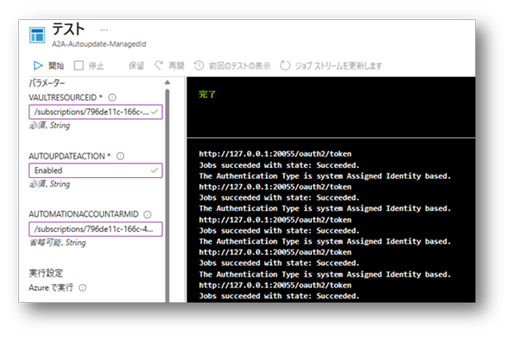 テスト ...
A2A-Autoupdate-ManagedId
開始 停止 保留 再開 前回のテストの表示 ジョブ ストリームを更新します
パラメーター
VAULTRESOURCEID *
/subscriptions/796de11c-166c-...
必須、String
AUTOUPDATEACTION *
Enabled
必須、String
AUTOMATIONACCOUNTARMID
/subscriptions/796de11c-166c-4...
省略可能、String
実行設定
Azure で実行
完了
http://127.0.0.1:20055/oauth2/token
Jobs succeeded with state: Succeeded.
The Authentication Type is system Assigned Identity based.
http://127.0.0.1:20055/oauth2/token
Jobs succeeded with state: Succeeded.
The Authentication Type is system Assigned Identity based.
http://127.0.0.1:20055/oauth2/token
Jobs succeeded with state: Succeeded.
The Authentication Type is system Assigned Identity based.
http://127.0.0.1:20055/oauth2/token
Jobs succeeded with state: Succeeded.
The Authentication Type is system Assigned Identity based.
http://127.0.0.1:20055/oauth2/token
Jobs succeeded with state: Succeeded.